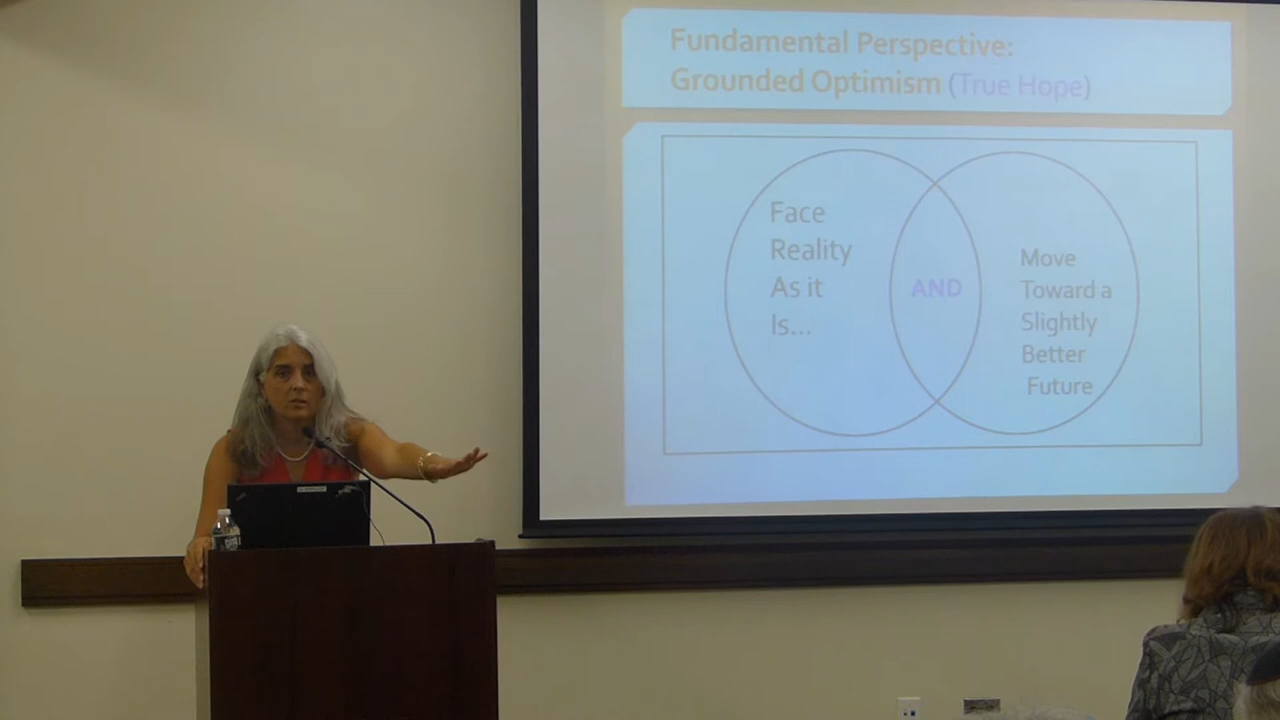 Fundamental Perspective:
Grounded Optimism (True Hope)
Face
Reality
As it
Is...
AND
Move
Toward a
Slightly
Better
Future